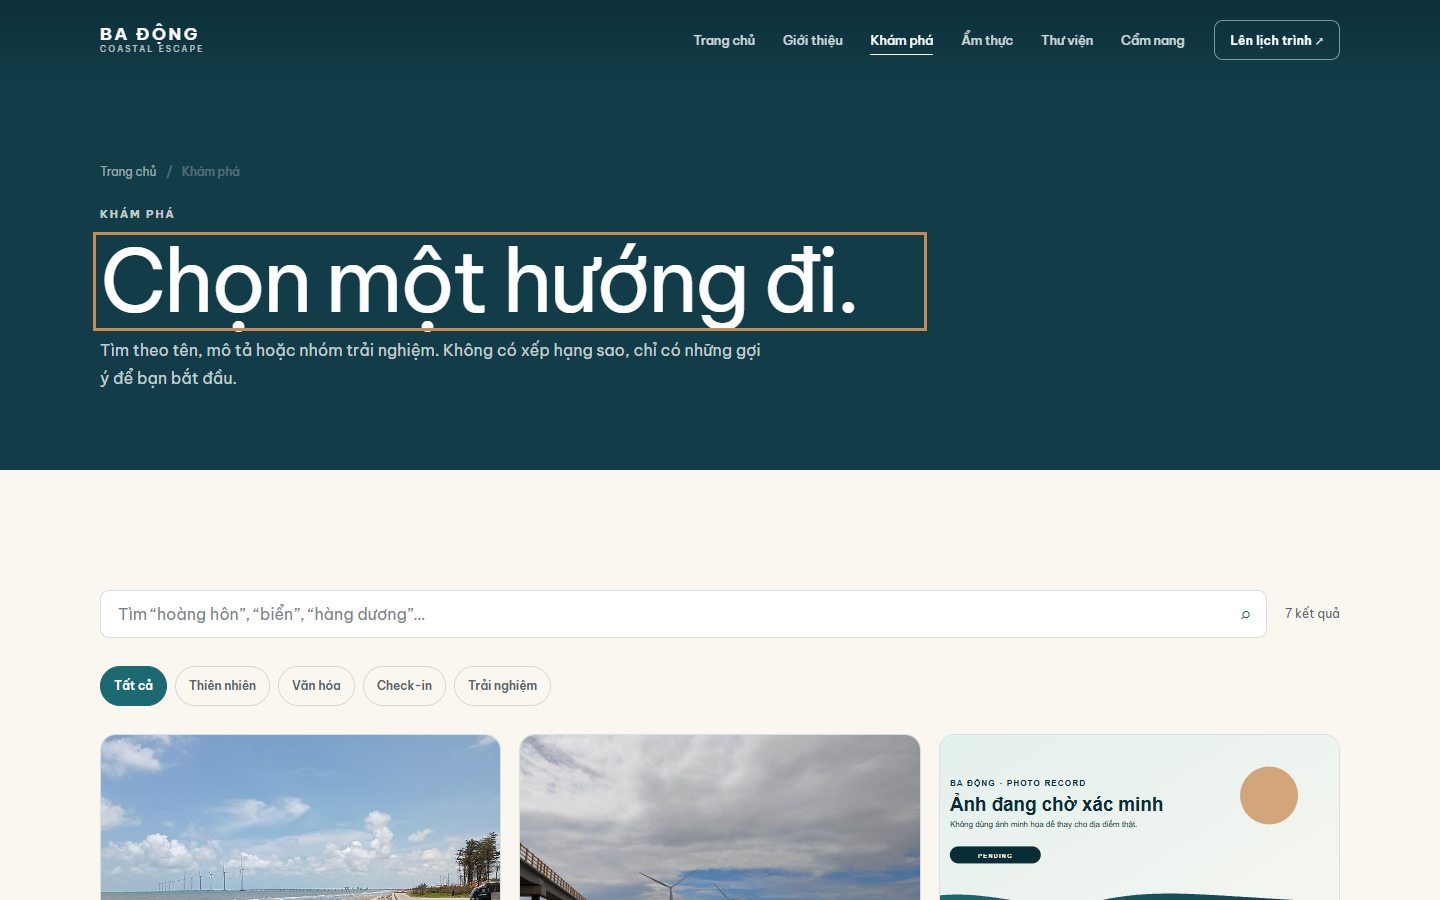 BA ĐỘNG
COASTAL ESCAPE
Trang chủ
Giới thiệu
Khám phá
Ẩm thực
Thư viện
Cẩm nang
Lên lịch trình ↗
Trang chủ / Khám phá
KHÁM PHÁ
Chọn một hướng đi.
Tìm theo tên, mô tả hoặc nhóm trải nghiệm. Không có xếp hạng sao, chỉ có những gợi
ý để bạn bắt đầu.
Tìm “hoàng hôn”, “biển”, “hàng dương”...
7 kết quả
Tất cả
Thiên nhiên
Văn hóa
Check-in
Trải nghiệm
BA ĐỘNG · PHOTO RECORD
Ảnh đang chờ xác minh
Không dùng ảnh minh họa để thay cho địa điểm thật.
PENDING